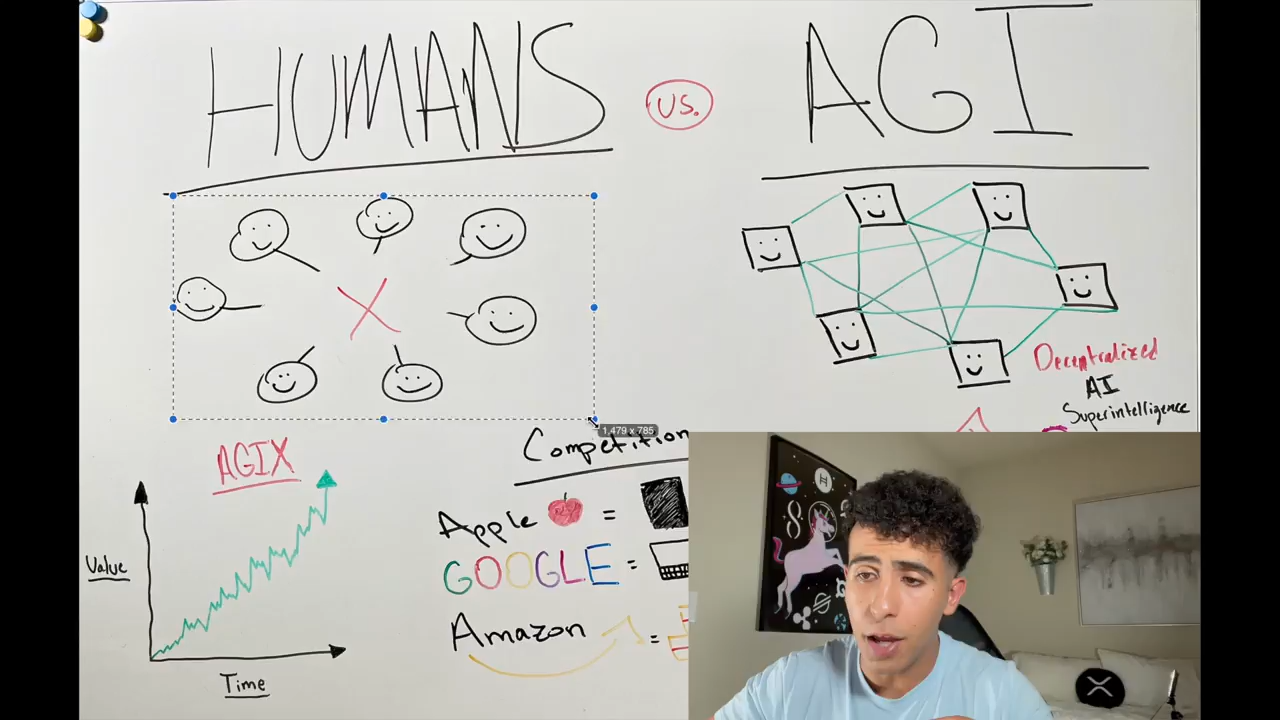 HUMANS
vs.
AGI
Decentralized
AI
Superintelligence
1,479 x 785
AGIX
Value
Time
Competition
Apple =
GOOGLE =
Amazon =